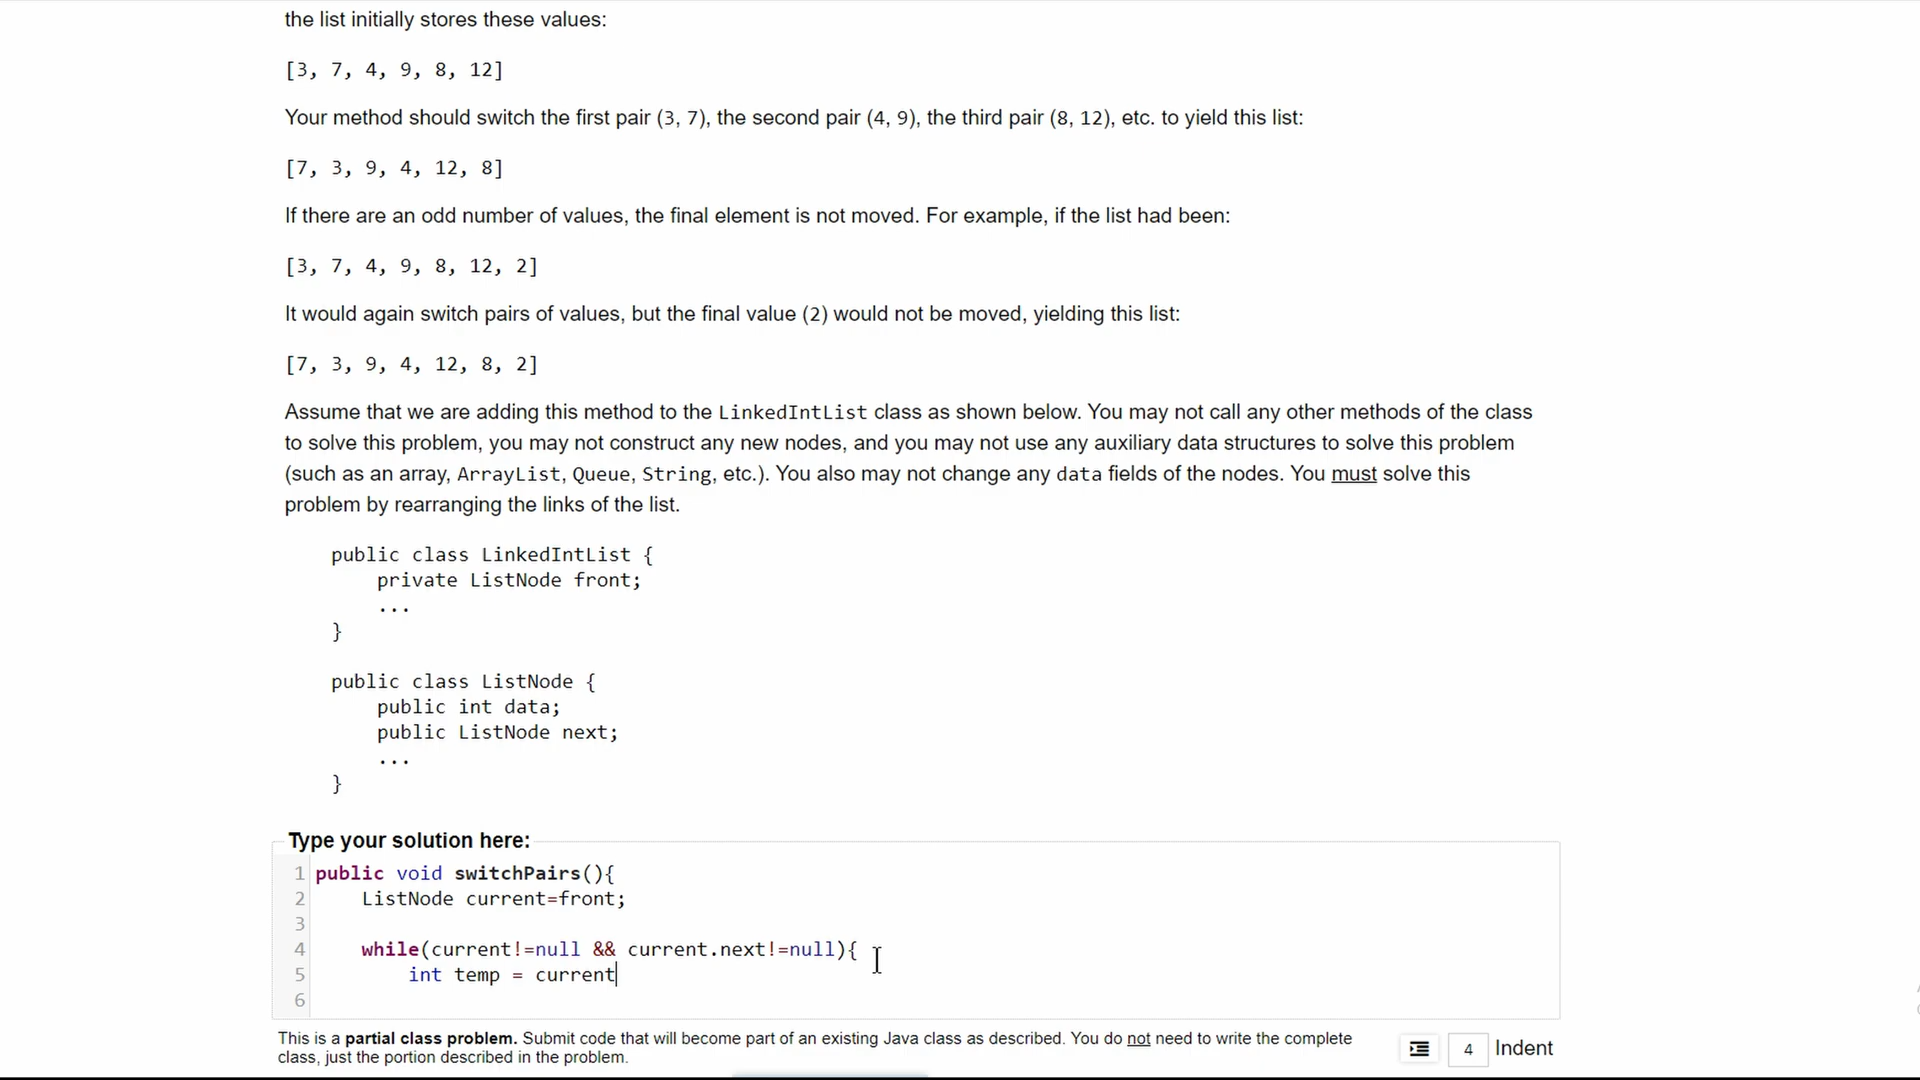 the list initially stores these values:
[3, 7, 4, 9, 8, 12]
Your method should switch the first pair (3, 7), the second pair (4, 9), the third pair (8, 12), etc. to yield this list:
[7, 3, 9, 4, 12, 8]
If there are an odd number of values, the final element is not moved. For example, if the list had been:
[3, 7, 4, 9, 8, 12, 2]
It would again switch pairs of values, but the final value (2) would not be moved, yielding this list:
[7, 3, 9, 4, 12, 8, 2]
Assume that we are adding this method to the LinkedIntList class as shown below. You may not call any other methods of the class
to solve this problem, you may not construct any new nodes, and you may not use any auxiliary data structures to solve this problem
(such as an array, ArrayList, Queue, String, etc.). You also may not change any data fields of the nodes. You must solve this
problem by rearranging the links of the list.
public class LinkedIntList {
    private ListNode front;
    ...
}
public class ListNode {
    public int data;
    public ListNode next;
    ...
}
Type your solution here:
1 public void switchPairs(){
2     ListNode current=front;
3
4     while(current!=null && current.next!=null){
5         int temp = current
6
This is a partial class problem. Submit code that will become part of an existing Java class as described. You do not need to write the complete
class, just the portion described in the problem.
4 Indent